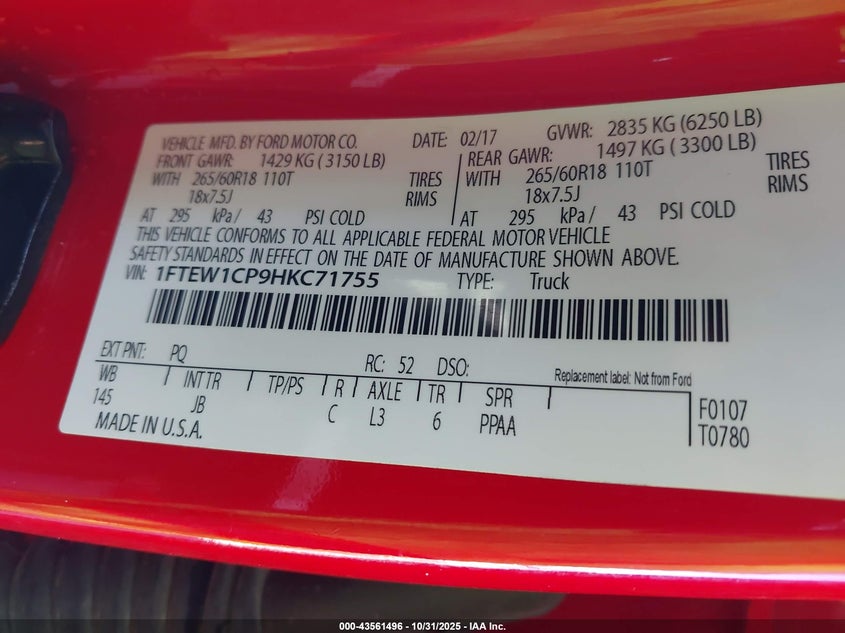 VEHICLE MFD. BY FORD MOTOR CO. DATE: 02/17 GVWR: 2835 KG (6250 LB)
FRONT GAWR: 1429 KG ( 3150 LB) REAR GAWR: 1497 KG ( 3300 LB)
WITH 265/60R18 110T TIRES WITH 265/60R18 110T TIRES
18x7.5J RIMS 18x7.5J RIMS
AT 295 kPa / 43 PSI COLD AT 295 kPa / 43 PSI COLD
THIS VEHICLE CONFORMS TO ALL APPLICABLE FEDERAL MOTOR VEHICLE
SAFETY STANDARDS IN EFFECT ON THE DATE OF MANUFACTURE SHOWN ABOVE.
VIN: 1FTEW1CP9HKC71755 TYPE: Truck
EXT PNT: PQ RC: 52 DSO:
Replacement label: Not from Ford
WB INT TR TP/PS R AXLE TR SPR
145 JB C L3 6 PPAA
F0107
T0780
MADE IN U.S.A.
000-43561496 - 10/31/2025 - IAA Inc.